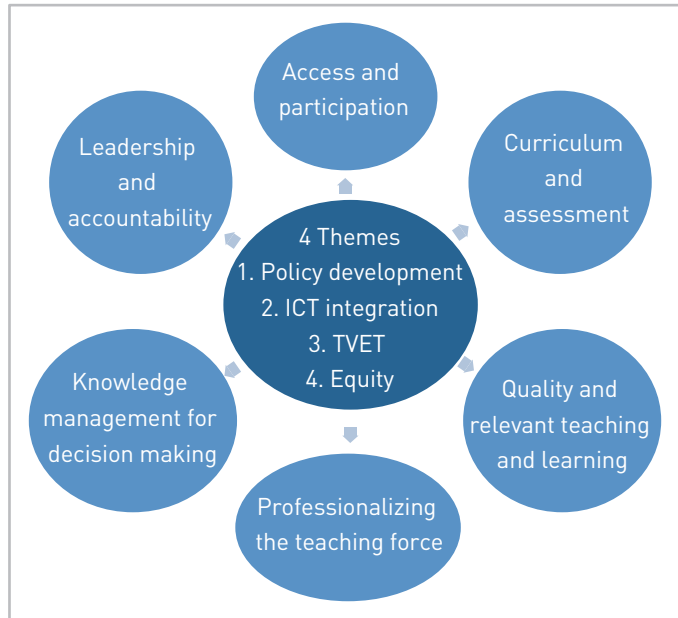 Access and
participation
Leadership
and
accountability
Curriculum
and
assessment
4 Themes
1. Policy development
2. ICT integration
3. TVET
4. Equity
Knowledge
management for
decision making
Quality and
relevant teaching
and learning
Professionalizing
the teaching force